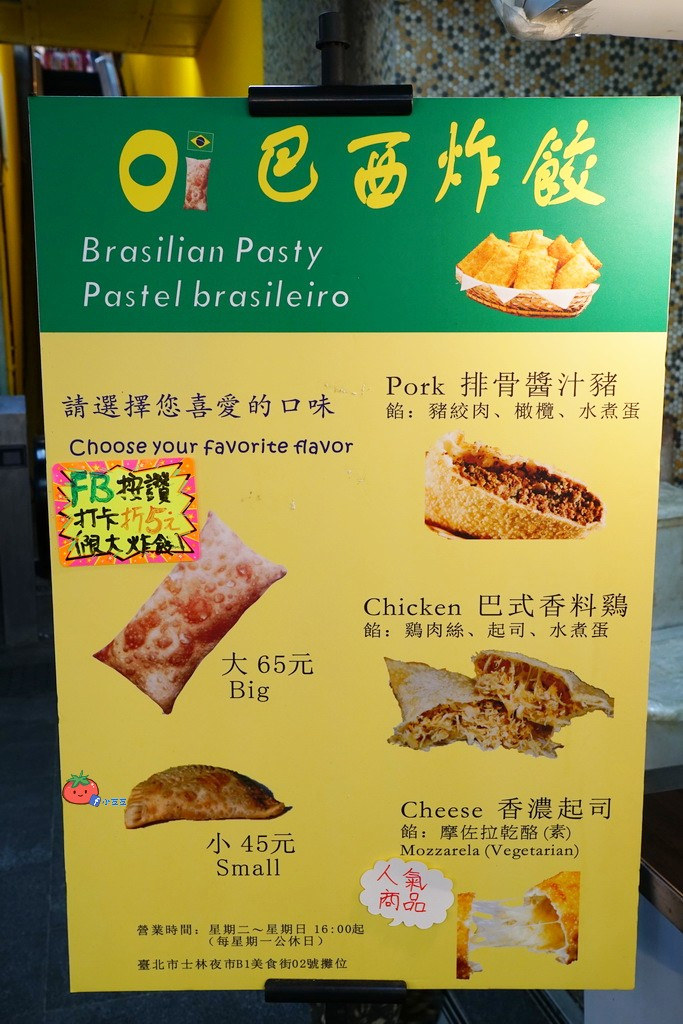 Oi 巴西炸餃
Brasilian Pasty
Pastel brasileiro
請選擇您喜愛的口味
Choose your favorite flavor
FB按讚
打卡折5元
(限大炸餃)
大 65元
Big
小 45元
Small
Pork 排骨醬汁豬
餡：豬絞肉、橄欖、水煮蛋
Chicken 巴式香料鷄
餡：鷄肉絲、起司、水煮蛋
Cheese 香濃起司
餡：摩佐拉乾酪(素)
Mozzarela (Vegetarian)
人氣
商品
營業時間：星期二～星期日 16:00起
（每星期一公休日）
臺北市士林夜市B1美食街02號攤位
小豆豆